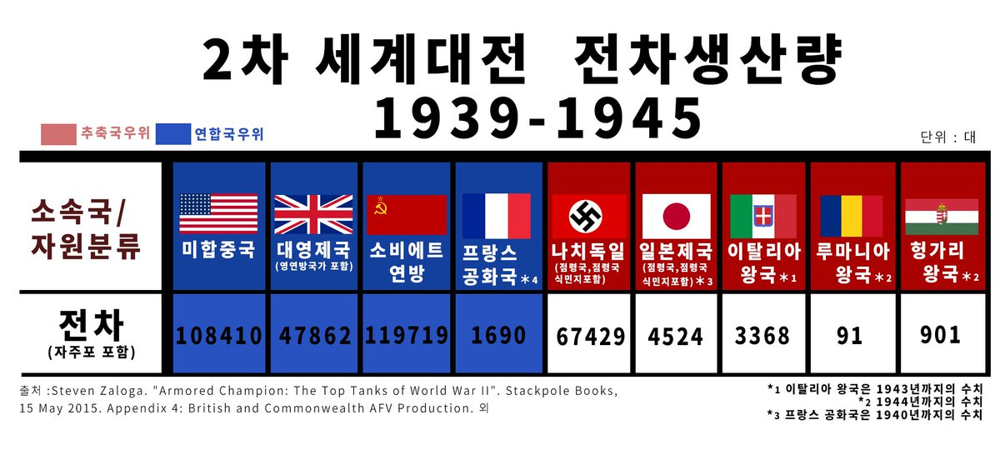 2차 세계대전 전차생산량
1939-1945
추축국우위 연합국우위
단위 : 대
소속국/
자원분류
미합중국
대영제국
(영연방국가 포함)
소비에트
연방
프랑스
공화국*4
나치독일
(점령국,점령국
식민지포함)
일본제국
(점령국,점령국
식민지포함)*3
이탈리아
왕국*1
루마니아
왕국*2
헝가리
왕국*2
전차
(자주포 포함)
108410 47862 119719 1690 67429 4524 3368 91 901
출처 :Steven Zaloga. "Armored Champion: The Top Tanks of World War II". Stackpole Books,
15 May 2015. Appendix 4: British and Commonwealth AFV Production. 외
*1 이탈리아 왕국은 1943년까지의 수치
*2 1944년까지의 수치
*3 프랑스 공화국은 1940년까지의 수치